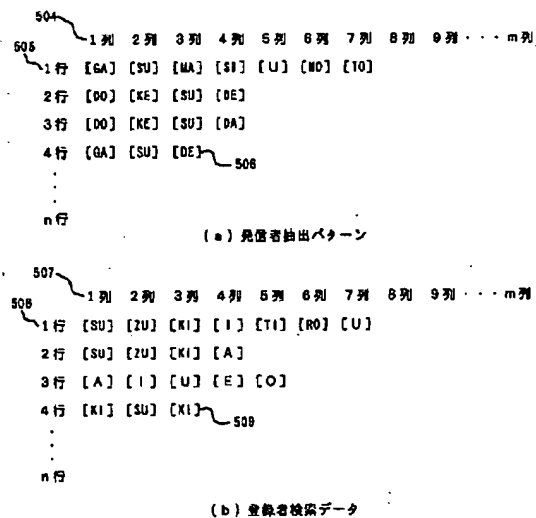 504
1列 2列 3列 4列 5列 6列 7列 8列 9列 ・・・ m列
505
1行 [GA] [SU] [MA] [SI] [U] [MO] [TO]
2行 [DO] [KE] [SU] [DE]
3行 [DO] [KE] [SU] [DA]
4行 [GA] [SU] [DE]
506
n行
(a) 発信者抽出パターン
507
1列 2列 3列 4列 5列 6列 7列 8列 9列 ・・・ m列
508
1行 [SU] [ZU] [KI] [I] [TI] [RO] [U]
2行 [SU] [ZU] [KI] [A]
3行 [A] [I] [U] [E] [O]
4行 [KI] [SU] [KI]
509
n行
(b) 登録者検索データ